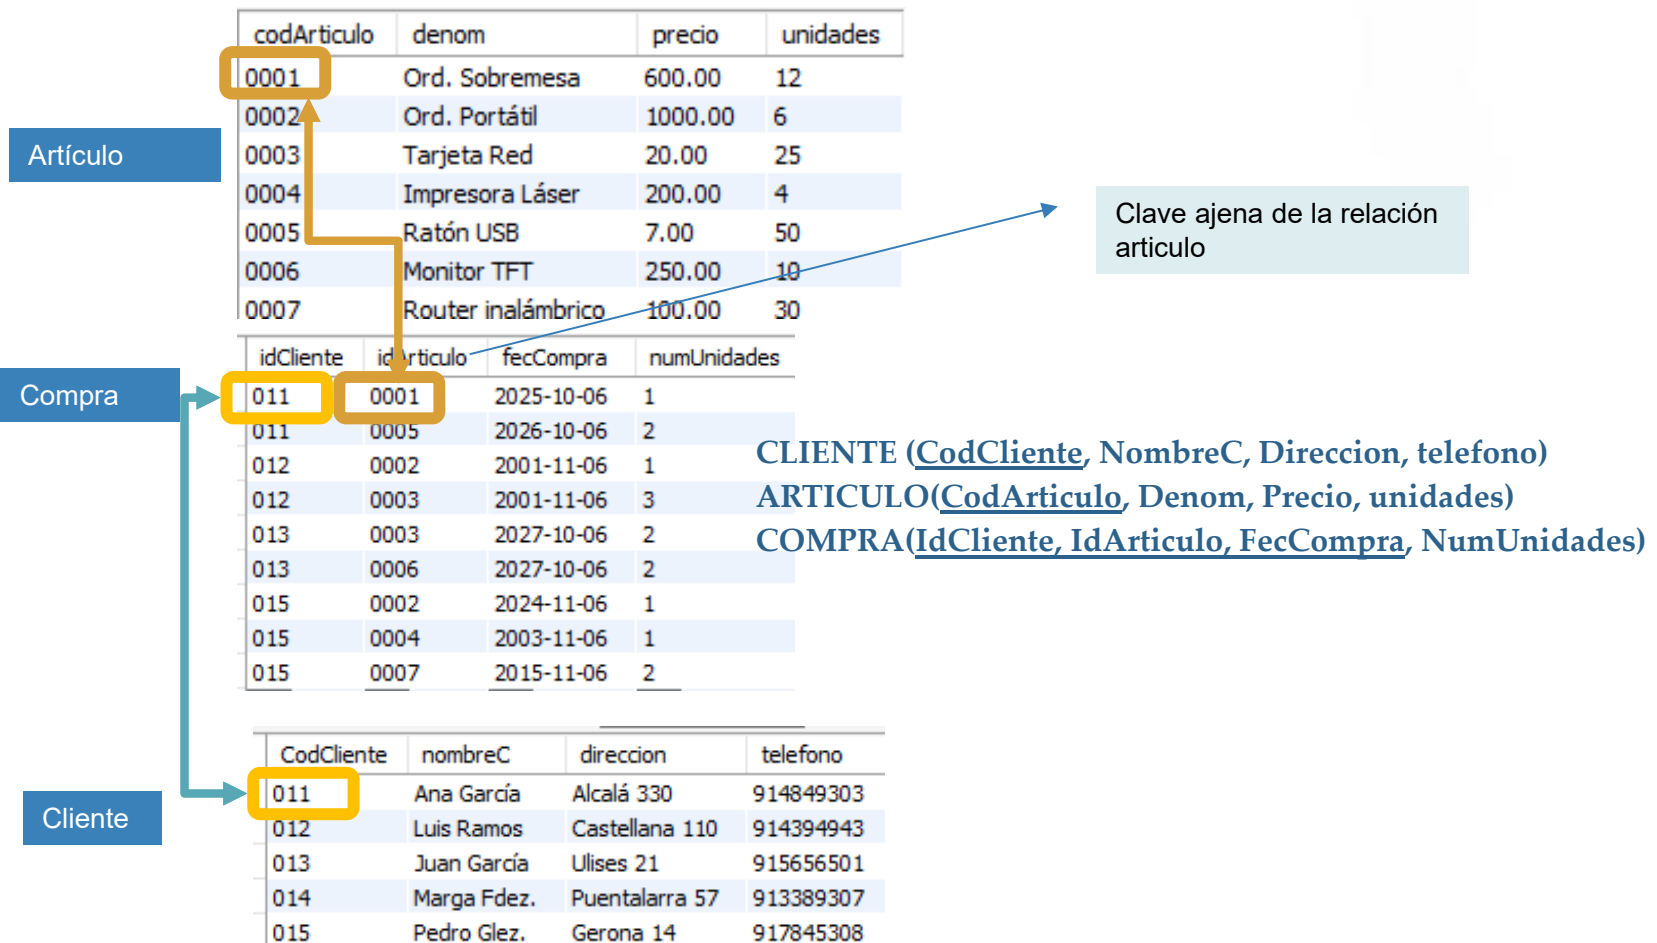 codArticulo denom precio unidades
0001 Ord. Sobremesa 600.00 12
0002 Ord. Portátil 1000.00 6
Artículo
0003 Tarjeta Red 20.00 25
0004 Impresora Láser 200.00 4
0005 Ratón USB 7.00 50
0006 Monitor TFT 250.00 10
0007 Router inalámbrico 100.00 30
Clave ajena de la relación
articulo
idCliente idArticulo fecCompra numUnidades
Compra
011 0001 2025-10-06 1
011 0005 2026-10-06 2
012 0002 2001-11-06 1
012 0003 2001-11-06 3
013 0003 2027-10-06 2
013 0006 2027-10-06 2
015 0002 2024-11-06 1
015 0004 2003-11-06 1
015 0007 2015-11-06 2
CLIENTE (CodCliente, NombreC, Direccion, telefono)
ARTICULO(CodArticulo, Denom, Precio, unidades)
COMPRA(IdCliente, IdArticulo, FecCompra, NumUnidades)
CodCliente nombreC direccion telefono
011 Ana García Alcalá 330 914849303
Cliente
012 Luis Ramos Castellana 110 914394943
013 Juan García Ulises 21 915656501
014 Marga Fdez. Puentalarra 57 913389307
015 Pedro Glez. Gerona 14 917845308